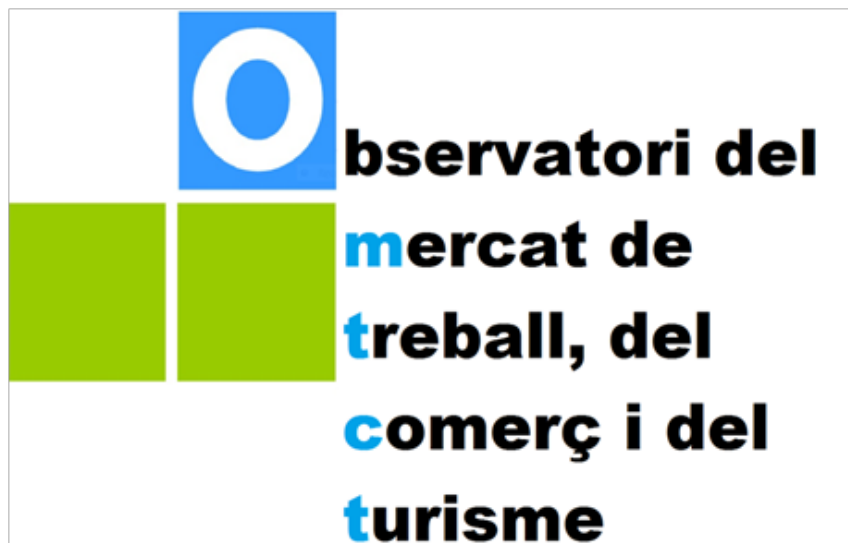 Observatori del
mercat de
treball, del
comerç i del
turisme